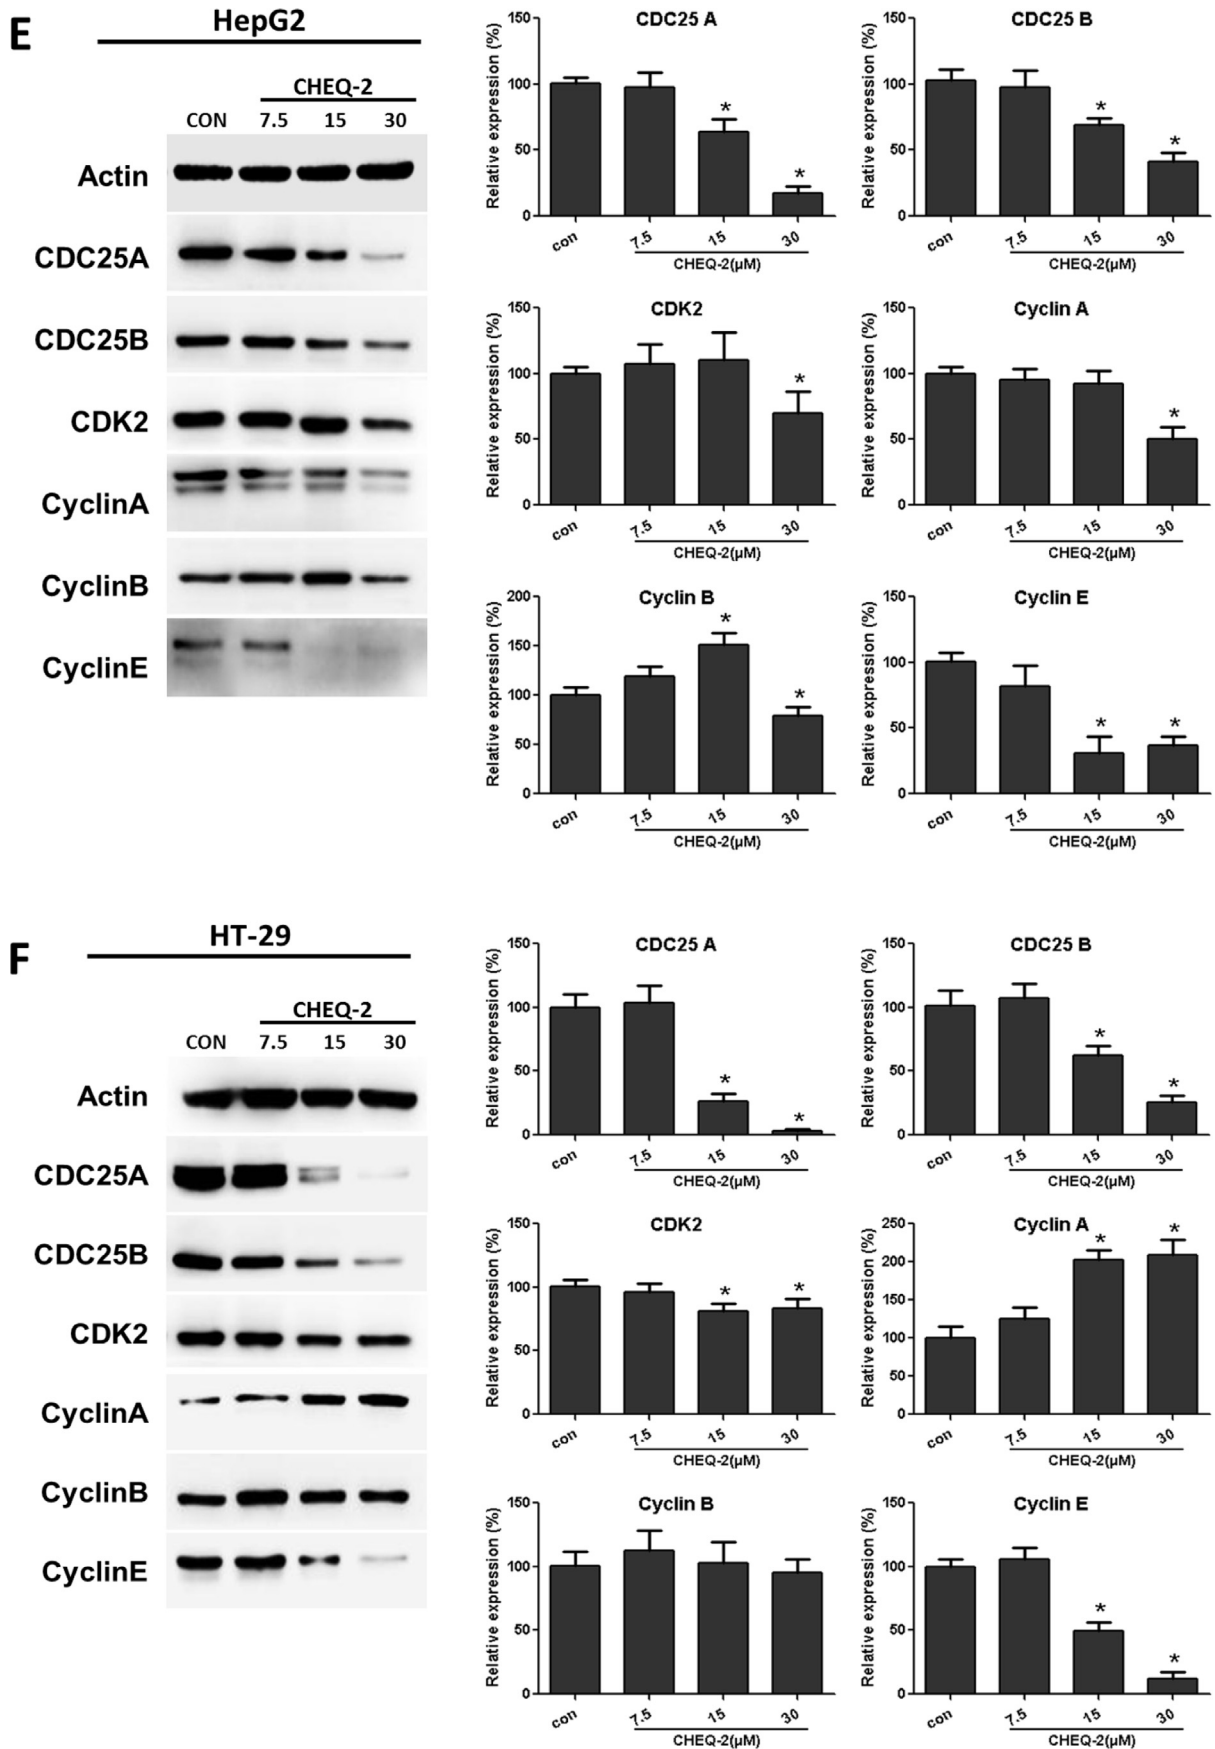 E
HepG2
CHEQ-2
CON 7.5 15 30
Actin
CDC25A
CDC25B
CDK2
CyclinA
CyclinB
CyclinE
CDC25 A
Relative expression (%)
150
100
50
0
*
*
con 7.5 15 30
CHEQ-2(µM)
CDC25 B
Relative expression (%)
150
100
50
0
*
*
con 7.5 15 30
CHEQ-2(µM)
CDK2
Relative expression (%)
150
100
50
0
*
con 7.5 15 30
CHEQ-2(µM)
Cyclin A
Relative expression (%)
150
100
50
0
*
con 7.5 15 30
CHEQ-2(µM)
Cyclin B
Relative expression (%)
200
150
100
50
0
*
*
con 7.5 15 30
CHEQ-2(µM)
Cyclin E
Relative expression (%)
150
100
50
0
*
*
con 7.5 15 30
CHEQ-2(µM)
F
HT-29
CHEQ-2
CON 7.5 15 30
Actin
CDC25A
CDC25B
CDK2
CyclinA
CyclinB
CyclinE
CDC25 A
Relative expression (%)
150
100
50
0
*
*
con 7.5 15 30
CHEQ-2(µM)
CDC25 B
Relative expression (%)
150
100
50
0
*
*
con 7.5 15 30
CHEQ-2(µM)
CDK2
Relative expression (%)
150
100
50
0
*
*
con 7.5 15 30
CHEQ-2(µM)
Cyclin A
Relative expression (%)
250
200
150
100
50
0
*
*
con 7.5 15 30
CHEQ-2(µM)
Cyclin B
Relative expression (%)
150
100
50
0
con 7.5 15 30
CHEQ-2(µM)
Cyclin E
Relative expression (%)
150
100
50
0
*
*
con 7.5 15 30
CHEQ-2(µM)